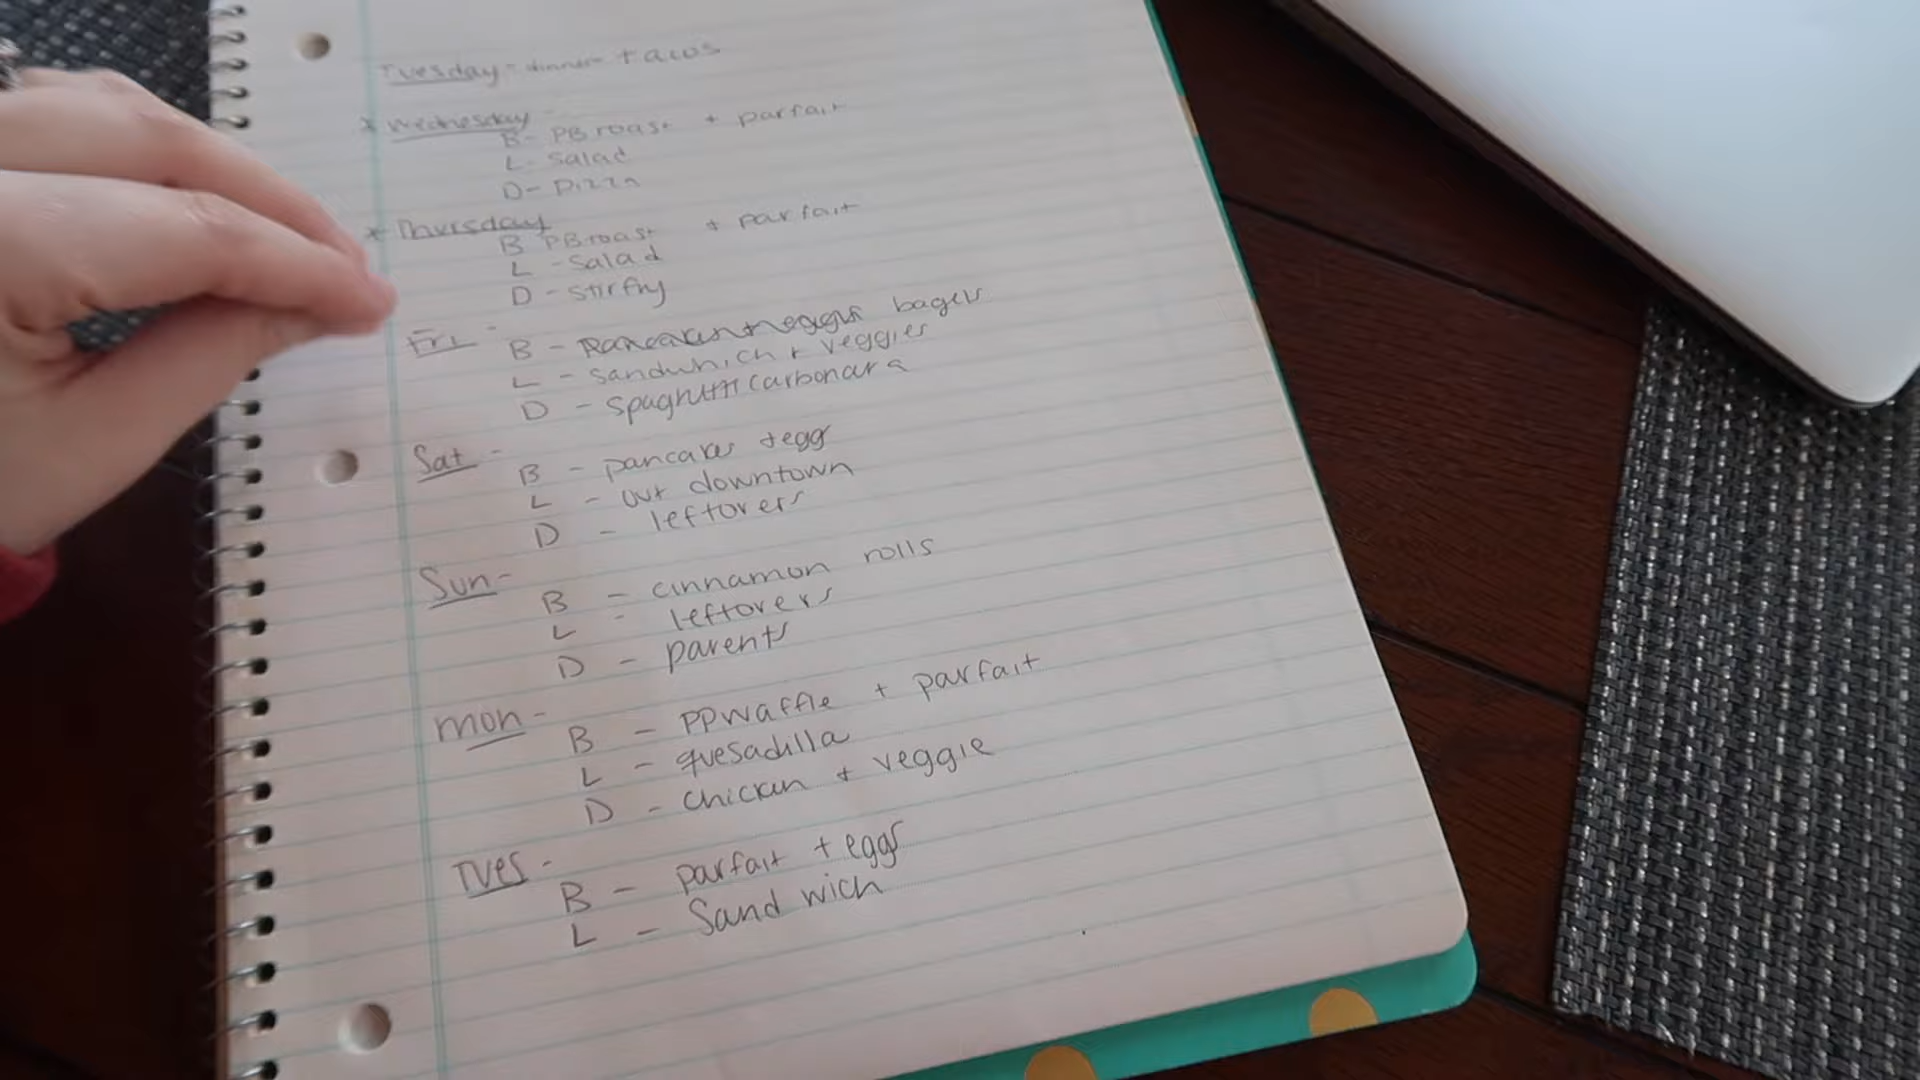 Tuesday - dinner - tacos
* Wednesday -
B - PB toast + parfait
L - Salad
D - Pizza
* Thursday
B PB toast + parfait
L - Salad
D - stirfry
Fri -
B - bagels
L - sandwhich + veggies
D - spaghetti carbonara
Sat -
B - pancakes + egg
L - out downtown
D - leftovers
Sun -
B - cinnamon rolls
L - leftovers
D - parents
mon -
B - PP waffle + parfait
L - quesadilla
D - chicken + veggie
Tues -
B - parfait + eggs
L - Sandwich